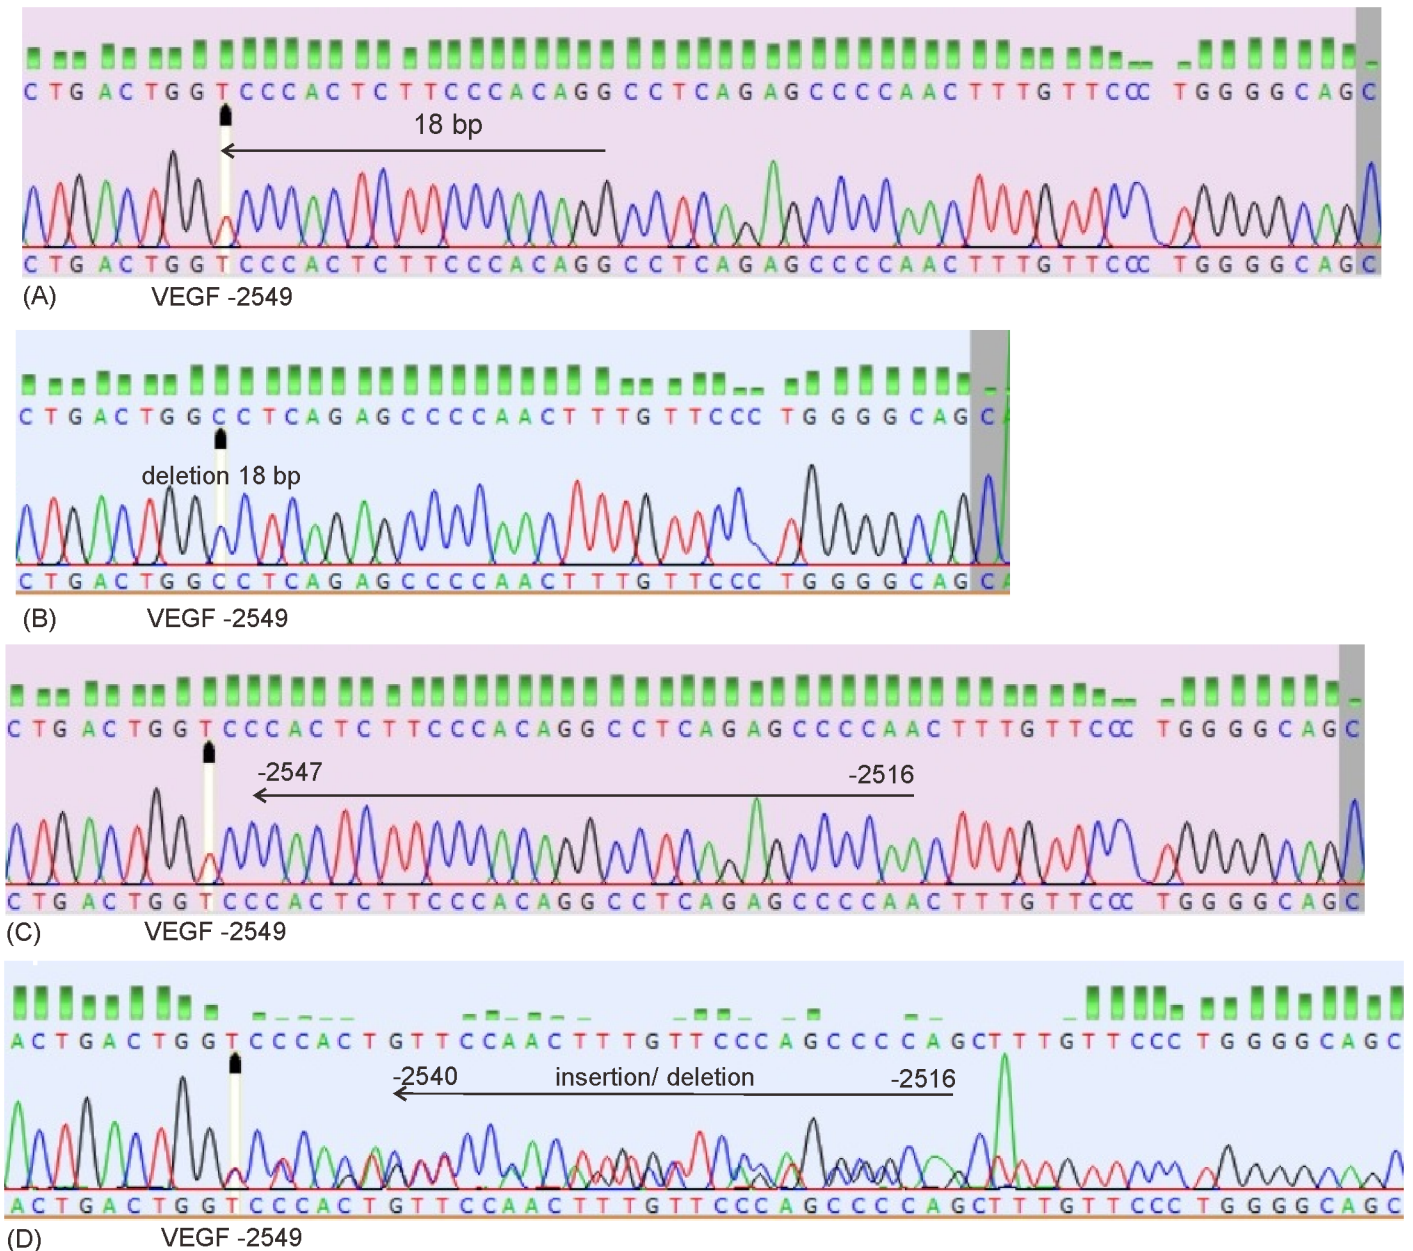 C T G A C T G G T C C C A C T C T T C C C A C A G G C C T C A G A G C C C C A A C T T T G T T C C C T G G G G C A G C
18 bp
C T G A C T G G T C C C A C T C T T C C C A C A G G C C T C A G A G C C C C A A C T T T G T T C C C T G G G G C A G C
(A) VEGF -2549
C T G A C T G G C C T C A G A G C C C C A A C T T T G T T C C C T G G G G C A G C A
deletion 18 bp
C T G A C T G G C C T C A G A G C C C C A A C T T T G T T C C C T G G G G C A G C A
(B) VEGF -2549
C T G A C T G G T C C C A C T C T T C C C A C A G G C C T C A G A G C C C C A A C T T T G T T C C C T G G G G C A G C
-2547 -2516
C T G A C T G G T C C C A C T C T T C C C A C A G G C C T C A G A G C C C C A A C T T T G T T C C C T G G G G C A G C
(C) VEGF -2549
A C T G A C T G G T C C C A C T G T T C C A A C T T T G T T C C C A G C C C C A G C T T T G T T C C C T G G G G C A G C
-2540 insertion/ deletion -2516
A C T G A C T G G T C C C A C T G T T C C A A C T T T G T T C C C A G C C C C A G C T T T G T T C C C T G G G G C A G C
(D) VEGF -2549